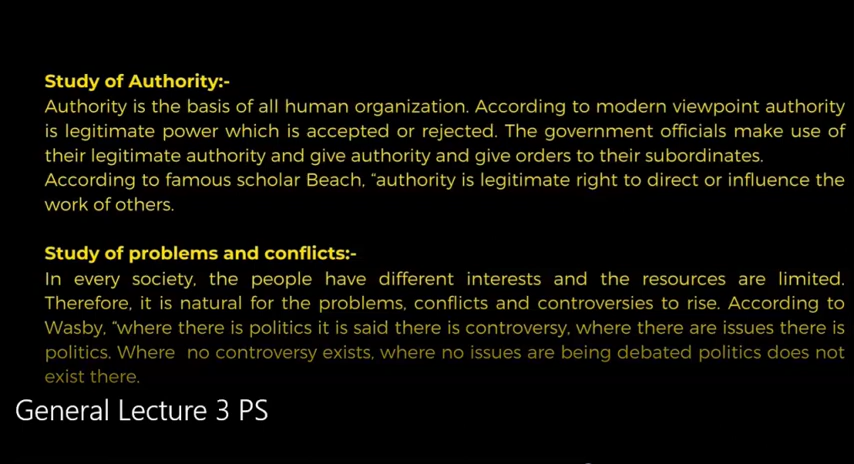 Study of Authority:-
Authority is the basis of all human organization. According to modern viewpoint authority
is legitimate power which is accepted or rejected. The government officials make use of
their legitimate authority and give authority and give orders to their subordinates.
According to famous scholar Beach, “authority is legitimate right to direct or influence the
work of others.
Study of problems and conflicts:-
In every society, the people have different interests and the resources are limited.
Therefore, it is natural for the problems, conflicts and controversies to rise. According to
Wasby, “where there is politics it is said there is controversy, where there are issues there is
politics. Where no controversy exists, where no issues are being debated politics does not
exist there.
General Lecture 3 PS